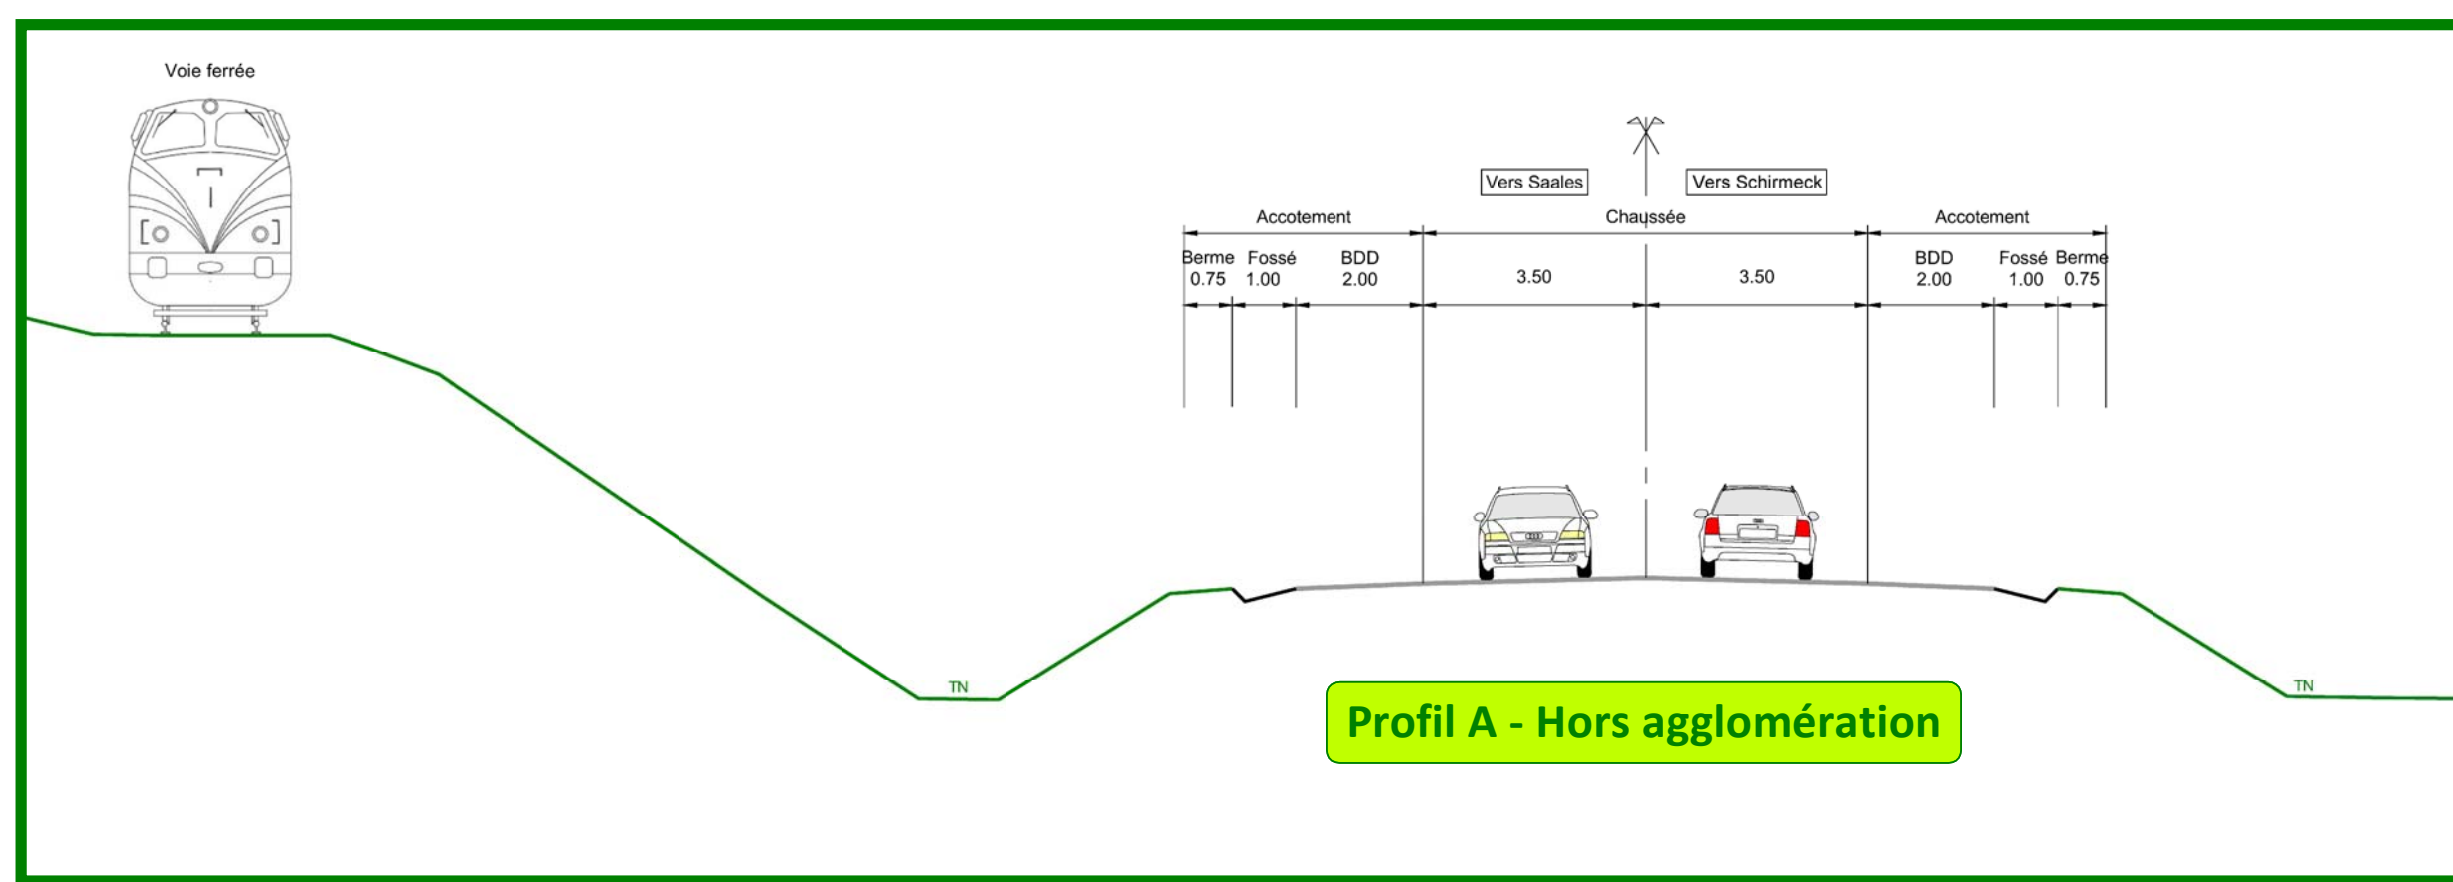 Voie ferrée
Vers Saales Vers Schirmeck
Accotement Chaussée Accotement
Berme Fossé BDD BDD Fossé Berme
0.75 1.00 2.00 3.50 3.50 2.00 1.00 0.75
TN TN
Profil A - Hors agglomération